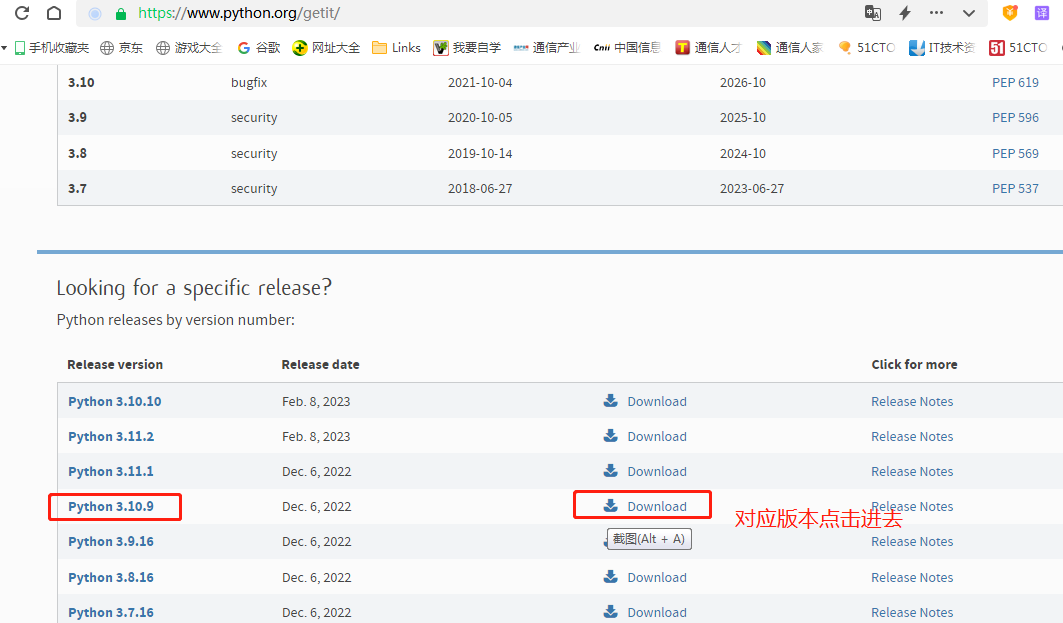 https://www.python.org/getit/
手机收藏夹 京东 游戏大全 谷歌 网址大全 Links 我要自学 通信产业 Cnii 中国信息 T 通信人才 通信人家 51CTO IT技术资 51 51CTO
3.10 bugfix 2021-10-04 2026-10 PEP 619
3.9 security 2020-10-05 2025-10 PEP 596
3.8 security 2019-10-14 2024-10 PEP 569
3.7 security 2018-06-27 2023-06-27 PEP 537
Looking for a specific release?
Python releases by version number:
Release version Release date Click for more
Python 3.10.10 Feb. 8, 2023 Download Release Notes
Python 3.11.2 Feb. 8, 2023 Download Release Notes
Python 3.11.1 Dec. 6, 2022 Download Release Notes
Python 3.10.9 Dec. 6, 2022 Download Release Notes
对应版本点击进去
Python 3.9.16 Dec. 6, 2022 截图(Alt + A) Release Notes
Python 3.8.16 Dec. 6, 2022 Download Release Notes
Python 3.7.16 Dec. 6, 2022 Download Release Notes